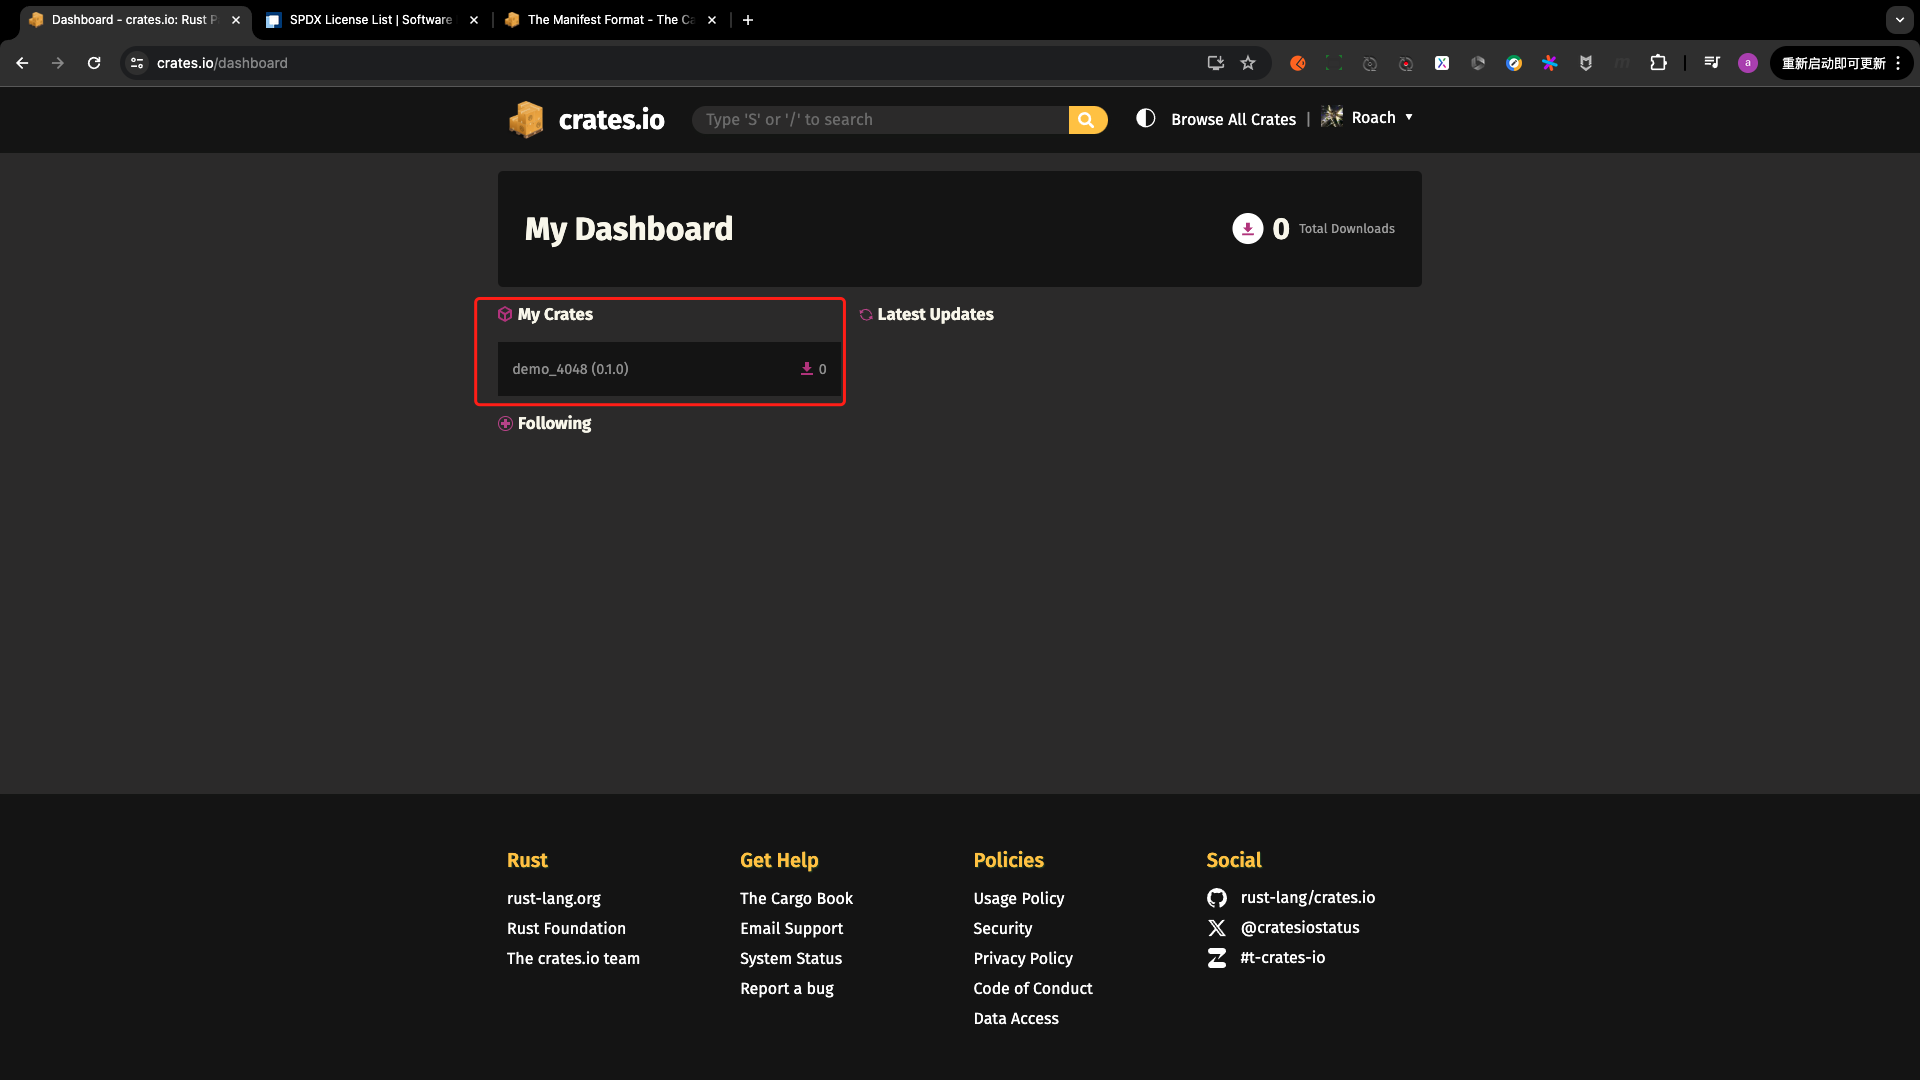 Dashboard - crates.io: Rust P
SPDX License List | Software
The Manifest Format - The Ca
crates.io/dashboard
a
重新启动即可更新
crates.io
Type 'S' or '/' to search
Browse All Crates | Roach
My Dashboard
0 Total Downloads
My Crates
demo_4048 (0.1.0)
0
Latest Updates
Following
Rust
rust-lang.org
Rust Foundation
The crates.io team
Get Help
The Cargo Book
Email Support
System Status
Report a bug
Policies
Usage Policy
Security
Privacy Policy
Code of Conduct
Data Access
Social
rust-lang/crates.io
@cratesiostatus
#t-crates-io